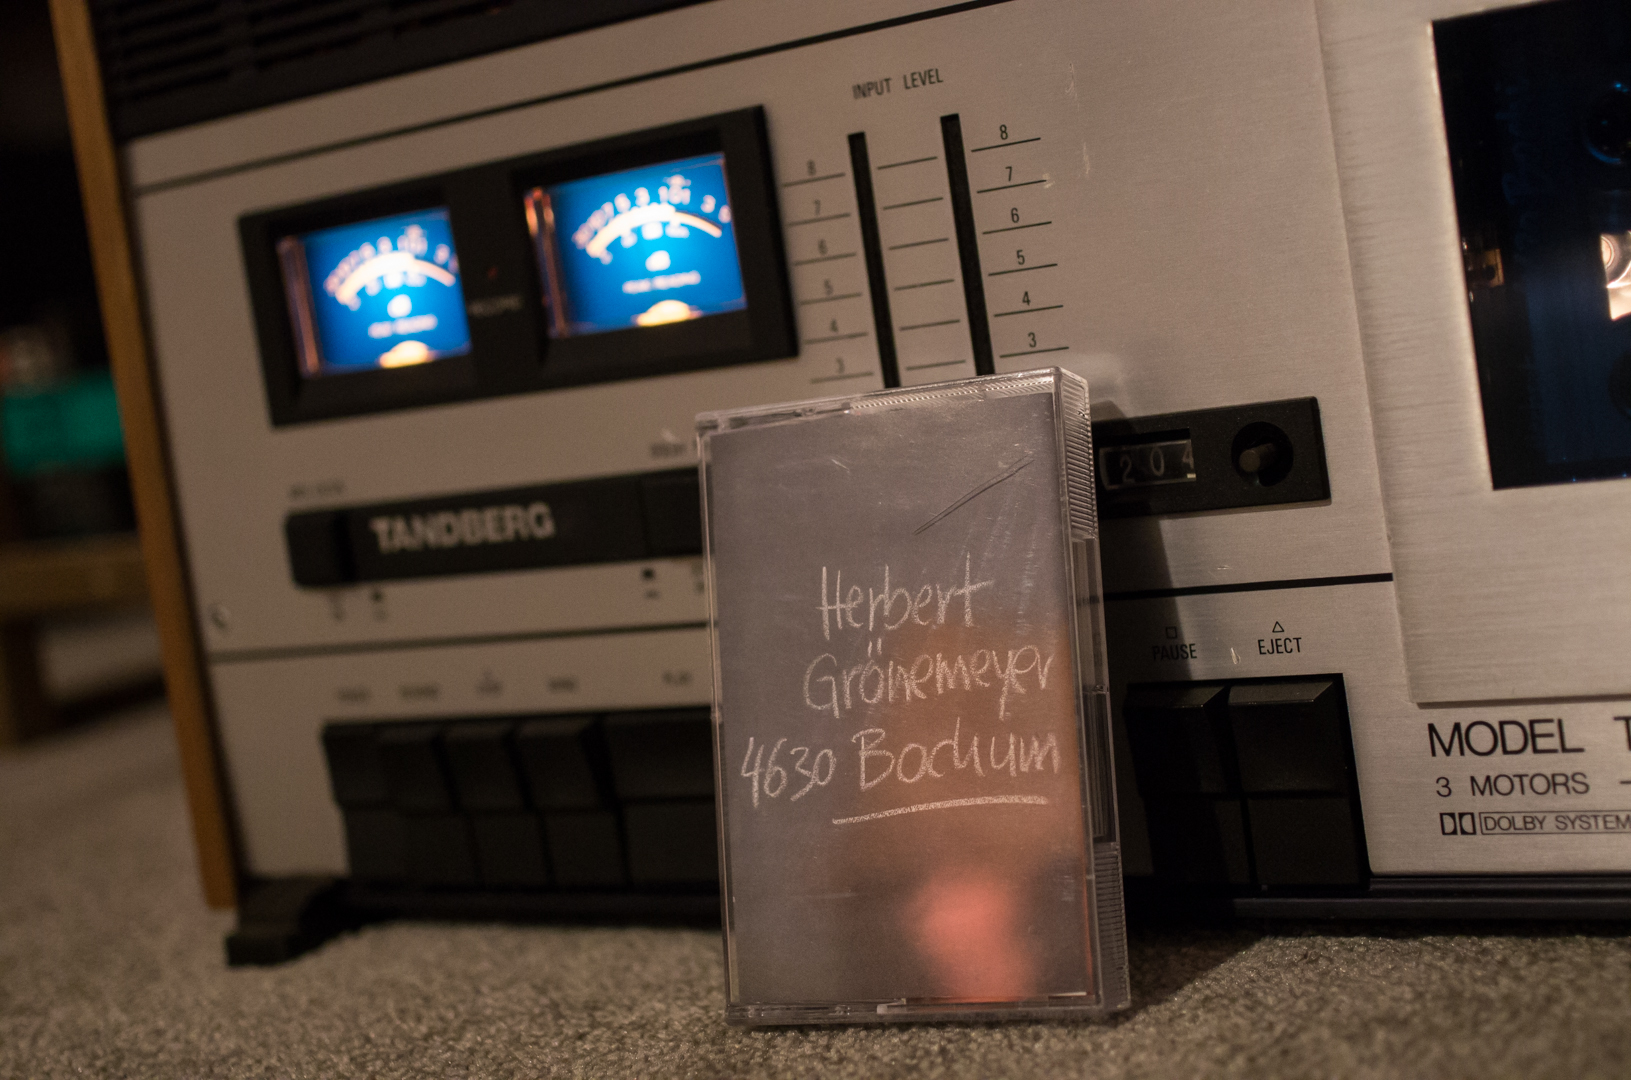 INPUT LEVEL
8
8
7
7
6
6
5
5
4
4
3
3
TANDBERG
204
Herbert
Grönemeyer
4630 Bochum
PAUSE
EJECT
MODEL T
3 MOTORS -
DOLBY SYSTEM